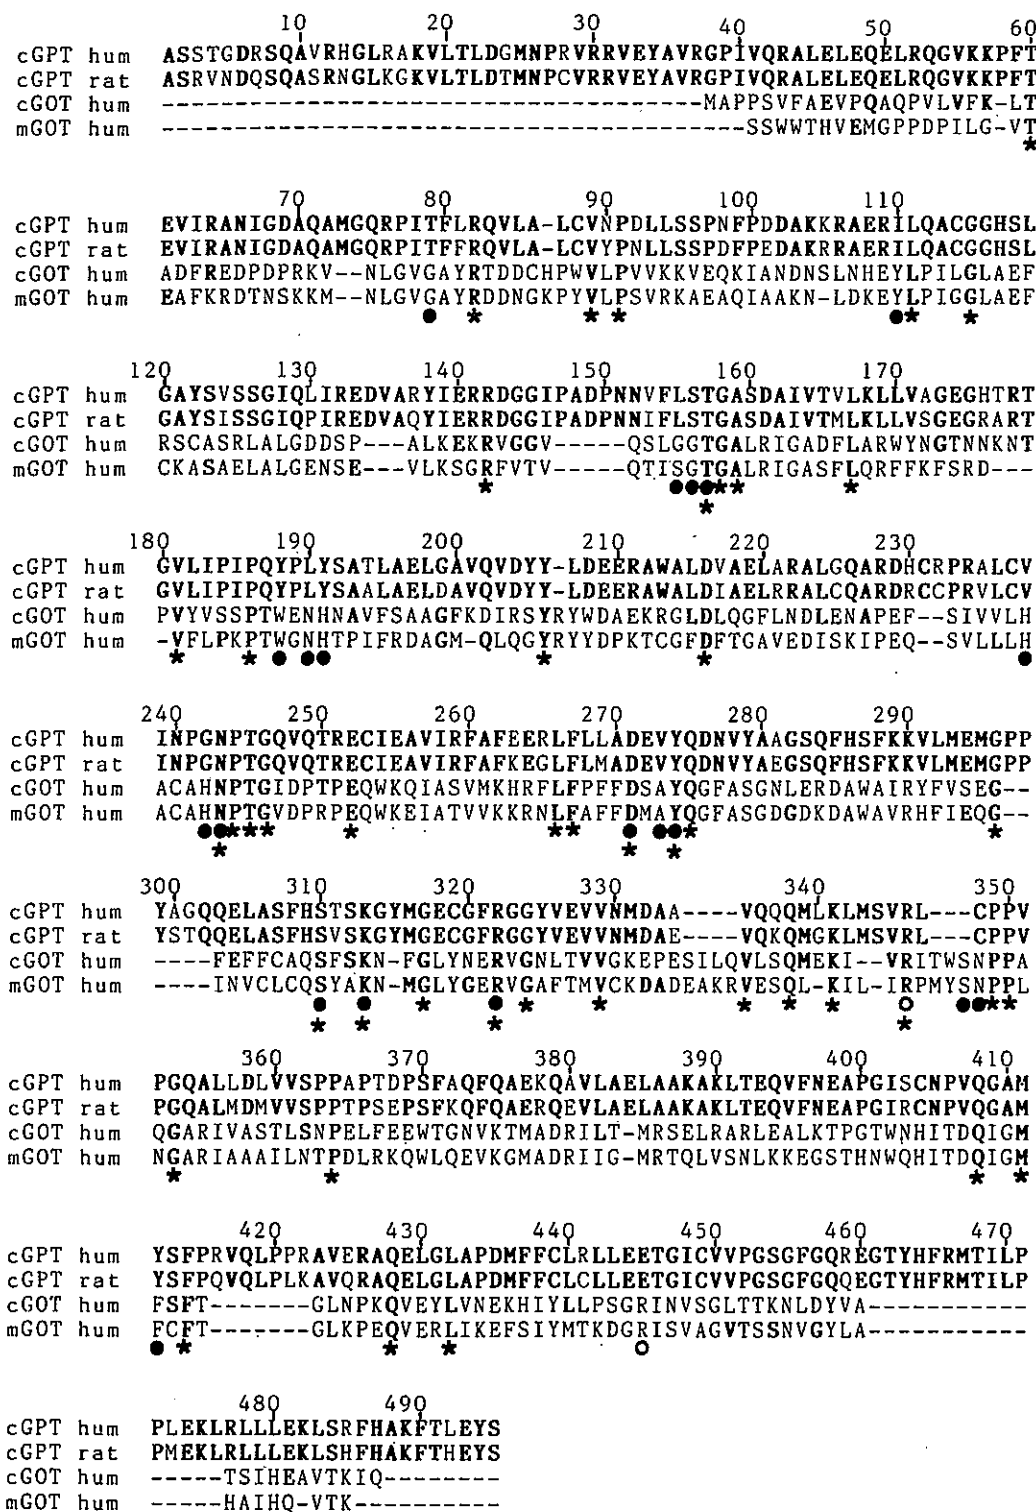 10 20 30 40 50 60
cGPT hum ASSTGDRSQAVRHGLRAKVLTLDGMNPRVRRVEYAVRGPIVQRALELEQELRQGVKKPFT
cGPT rat ASRVNDQSQASRNGLKGKVLTLDTMNPCVRRVEYAVRGPIVQRALELEQELRQGVKKPFT
cGOT hum -------------------------------------MAPPSVFAEVPQAQPVLVFK-LT
mGOT hum ----------------------------------------SSWWTHVEMGPPDPILG-VT
*
70 80 90 100 110
cGPT hum EVIRANIGDAQAMGQRPITFLRQVLA-LCVNPDLLSSPNFPDDAKKRAERILQACGGHSL
cGPT rat EVIRANIGDAQAMGQRPITFFRQVLA-LCVYPNLLSSPDFPEDAKRRAERILQACGGHSL
cGOT hum ADFREDPDPRKV--NLGVGAYRTDDCHPWVLPVVKKVEQKIANDNSLNHEYLPILGLAEF
mGOT hum EAFKRDTNSKKM--NLGVGAYRDDNGKPYVLPSVRKAEAQIAAKN-LDKEYLPIGGLAEF
● * * * ● * *
120 130 140 150 160 170
cGPT hum GAYSVSSGIQLIREDVARYIERRDGGIPADPNNVFLSTGASDAIVTVLKLLVAGEGHTRT
cGPT rat GAYSISSGIQPIREDVAQYIERRDGGIPADPNNIFLSTGASDAIVTMLKLLVSGEGRART
cGOT hum RSCASRLALGDDSP---ALKEKRVGGV------QSLGGTGALRIGADFLARWYNGTNNKNT
mGOT hum CKASAELALGENSE---VLKSGRFVTV------QTISGTGALRIGASFLQRFFKFSRD---
* ● ● ● * * *
*
180 190 200 210 220 230
cGPT hum GVLIPIPQYPLYSATLAELGAVQVDYY-LDEERAWALDVAELARALGQARDHCRPRALCV
cGPT rat GVLIPIPQYPLYSAALAELDAVQVDYY-LDEERAWALDIAELRRALCQARDRCCPRVLCV
cGOT hum PVYVSSPTWENHNAVFSAAGFKDIRSYRYWDAEKRGLDLQGFLNDLENAPEF--SIVVLH
mGOT hum -VFLPKPTWGNHTPIFRDAGM-QLQGYRYYDPKTCGFDFTGAVEDISKIPEQ--SVLLLH
* * ● ● ● * * ●
240 250 260 270 280 290
cGPT hum INPGNPTGQVQTRECIEAVIRFAFEERLFLLADEVYQDNVYAAGSQFHSFKKVLMEMGPP
cGPT rat INPGNPTGQVQTRECIEAVIRFAFKEGLFLMADEVYQDNVYAEGSQFHSFKKVLMEMGPP
cGOT hum ACAHNPTGIDPTPEQWKQIASVMKHRFLFPFFDSAYQGFASGNLERDAWAIRYFVSEG--
mGOT hum ACAHNPTGVDPRPEQWKEIATVVKKRNLFAFFDMAYQGFASGDGDKDAWAVRHFIEQG--
● ● * * * * * * ● ● ● * *
* * *
300 310 320 330 340 350
cGPT hum YAGQQELASFHSTSKGYMGECGFRGGYVEVVNMDAA----VQQQMLKLMSVRL---CPPV
cGPT rat YSTQQELASFHSVSKGYMGECGFRGGYVEVVNMDAE----VQKQMGKLMSVRL---CPPV
cGOT hum ----FEFFCAQSFSKN-FGLYNERVGNLTVVGKEPESILQVLSQMEKI--VRITWSNPPA
mGOT hum ----INVCLCQSYAKN-MGLYGERVGAFTMVCKDADEAKRVESQL-KIL-IRPMYSNPPL
● ● * ● * * * * * ○ ● ● * *
* * * *
360 370 380 390 400 410
cGPT hum PGQALLDLVVSPPAPTDPSFAQFQAEKQAVLAELAAKAKLTEQVFNEAPGISCNPVQGAM
cGPT rat PGQALMDMVVSPPTPSEPSFKQFQAERQEVLAELAAKAKLTEQVFNEAPGIRCNPVQGAM
cGOT hum QGARIVASTLSNPELFEEWTGNVKTMADRILT-MRSELRARLEALKTPGTWNHITDQIGM
mGOT hum NGARIAAAILNTPDLRKQWLQEVKGMADRIIG-MRTQLVSNLKKEGSTHNWQHITDQIGM
* * * *
420 430 440 450 460 470
cGPT hum YSFPRVQLPPRAVERAQELGLAPDMFFCLRLLEETGICVVPGSGFGQREGTYHFRMTILP
cGPT rat YSFPQVQLPLKAVQRAQELGLAPDMFFCLCLLEETGICVVPGSGFGQQEGTYHFRMTILP
cGOT hum FSFT-------GLNPKQVEYLVNEKHIYLLPSGRINVSGLTTKNLDYVA-----------
mGOT hum FCFT-------GLKPEQVERLIKEFSIYMTKDGRISVAGVTSSNVGYLA-----------
● * * * ○
480 490
cGPT hum PLEKLRLLLEKLSRFHAKFTLEYS
cGPT rat PMEKLRLLLEKLSHFHAKFTHEYS
cGOT hum -----TSIHEAVTKIQ--------
mGOT hum -----HAIHQ-VTK----------